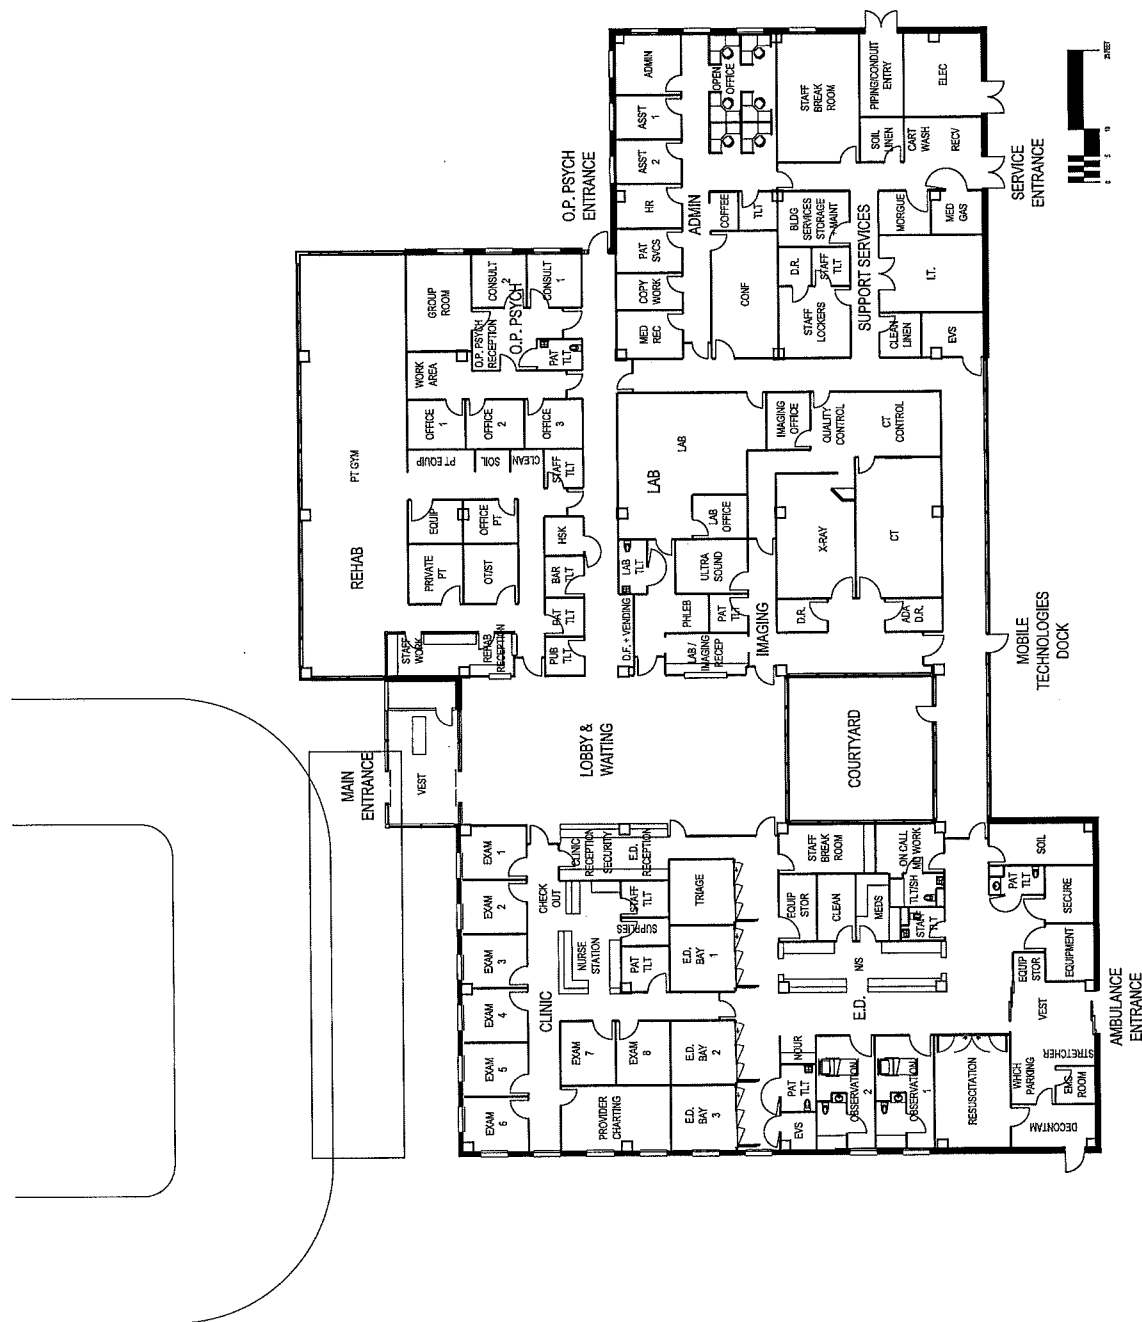 ADMIN
ASS'T
1
ASS'T
2
HR
PAT
SVCS
COPY
WORK
MED
REC
OPEN
OFFICE
ADMIN
COFFEE
TLT
CONF
STAFF
BREAK
ROOM
PIPING/CONDUIT
ENTRY
ELEC
SOIL
LINEN
CART
WASH
RECV
BLDG
SERVICES
STORAGE
+ MAINT
D.R.
STAFF
TLT
STAFF
LOCKERS
SUPPORT SERVICES
MORGUE
MED
GAS
I.T.
CLEAN
LINEN
EVS
SERVICE
ENTRANCE
0
5
10
25 FEET
O.P. PSYCH
ENTRANCE
GROUP
ROOM
CONSULT
2
CONSULT
1
O.P. PSYCH
RECEPTION
O.P. PSYCH
PAT
TLT
WORK
AREA
OFFICE
1
OFFICE
2
OFFICE
3
PT GYM
REHAB
PT EQUIP
SOIL
CLEAN
STAFF
TLT
EQUIP
OFFICE
PT
PRIVATE
PT
OT/ST
HSK
BAR
TLT
PAT
TLT
PUB
TLT
STAFF
WORK
REHAB
RECEPTION
LAB
LAB
LAB
OFFICE
LAB
TLT
ULTRA
SOUND
D.F. + VENDING
PHLEB
PAT
TLT
LAB /
IMAGING
RECEP
IMAGING
IMAGING
OFFICE
QUALITY
CONTROL
CT
CONTROL
X-RAY
CT
D.R.
ADA
D.R.
MOBILE
TECHNOLOGIES
DOCK
MAIN
ENTRANCE
VEST
LOBBY &
WAITING
COURTYARD
EXAM
1
EXAM
2
EXAM
3
EXAM
4
EXAM
5
EXAM
6
CLINIC
CHECK
OUT
CLINIC
RECEPTION
SECURITY
E.D.
RECEPTION
NURSE
STATION
STAFF
TLT
SUPPLIES
PAT
TLT
EXAM
7
EXAM
8
PROVIDER
CHARTING
TRIAGE
E.D.
BAY
1
E.D.
BAY
2
E.D.
BAY
3
STAFF
BREAK
ROOM
ON CALL
MD WORK
EQUIP
STOR
CLEAN
MEDS
TLT/SH
STAFF
TLT
N/S
E.D.
NOUR
PAT
TLT
EVS
OBSERVATION
2
OBSERVATION
1
RESUSCITATION
SOIL
PAT
TLT
SECURE
EQUIP
STOR
EQUIPMENT
VEST
STRETCHER
WHCH
PARKING
EMS
ROOM
DECONTAM
AMBULANCE
ENTRANCE